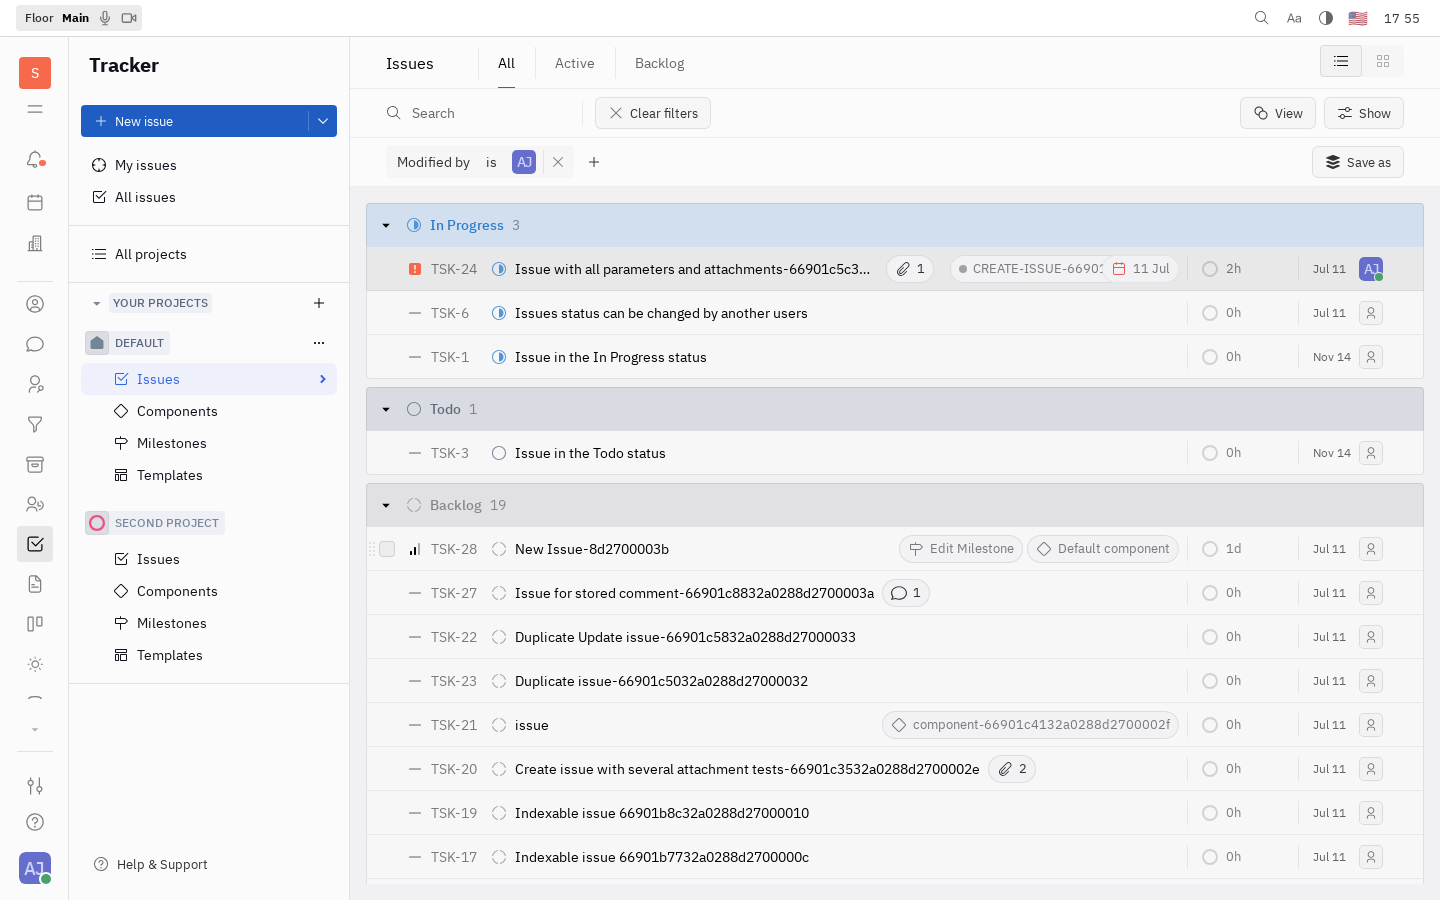 Floor Main
Aa
17 55
S
Tracker
New issue
My issues
All issues
All projects
YOUR PROJECTS
DEFAULT
Issues
Components
Milestones
Templates
SECOND PROJECT
Issues
Components
Milestones
Templates
Help & Support
AJ
Issues
All
Active
Backlog
Search
Clear filters
View
Show
Modified by is AJ
Save as
In Progress 3
TSK-24 Issue with all parameters and attachments-66901c5c3... 1 CREATE-ISSUE-66901 11 Jul 2h Jul 11 AJ
TSK-6 Issues status can be changed by another users 0h Jul 11
TSK-1 Issue in the In Progress status 0h Nov 14
Todo 1
TSK-3 Issue in the Todo status 0h Nov 14
Backlog 19
TSK-28 New Issue-8d2700003b Edit Milestone Default component 1d Jul 11
TSK-27 Issue for stored comment-66901c8832a0288d2700003a 1 0h Jul 11
TSK-22 Duplicate Update issue-66901c5832a0288d27000033 0h Jul 11
TSK-23 Duplicate issue-66901c5032a0288d27000032 0h Jul 11
TSK-21 issue component-66901c4132a0288d2700002f 0h Jul 11
TSK-20 Create issue with several attachment tests-66901c3532a0288d2700002e 2 0h Jul 11
TSK-19 Indexable issue 66901b8c32a0288d27000010 0h Jul 11
TSK-17 Indexable issue 66901b7732a0288d2700000c 0h Jul 11